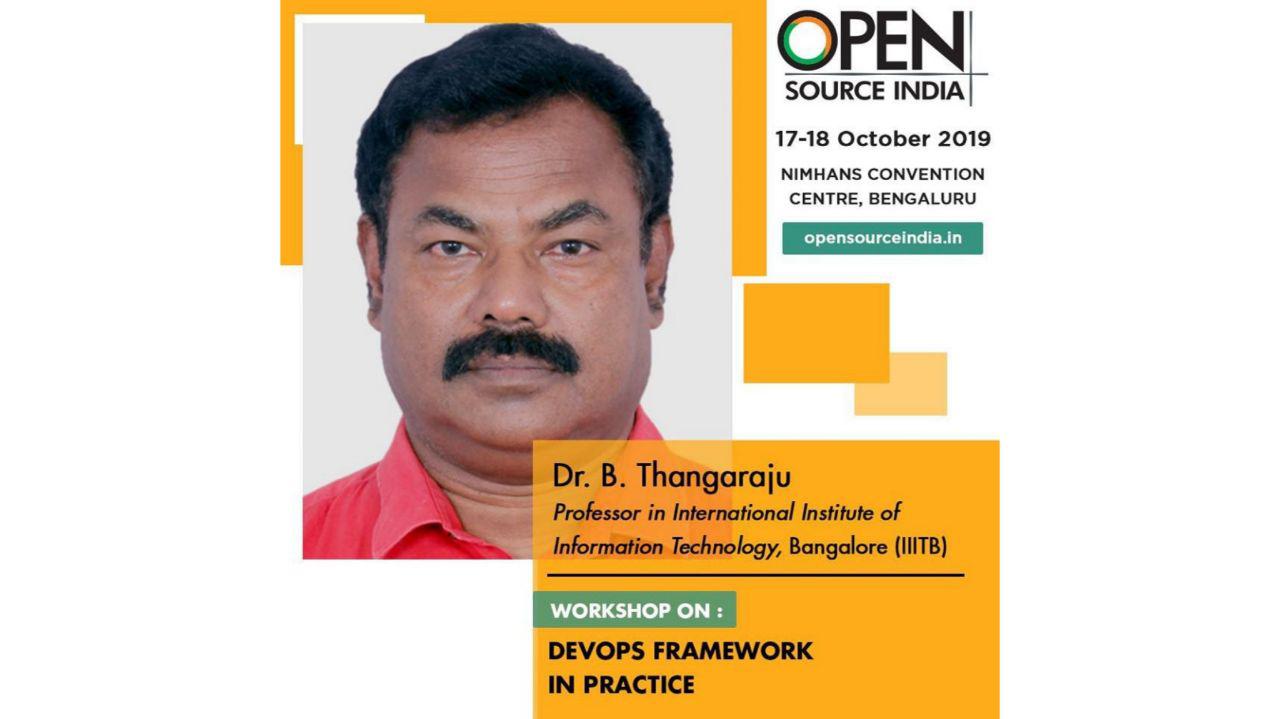 OPEN
SOURCE INDIA
17-18 October 2019
NIMHANS CONVENTION
CENTRE, BENGALURU
opensourceindia.in
Dr. B. Thangaraju
Professor in International Institute of
Information Technology, Bangalore (IIITB)
WORKSHOP ON :
DEVOPS FRAMEWORK
IN PRACTICE